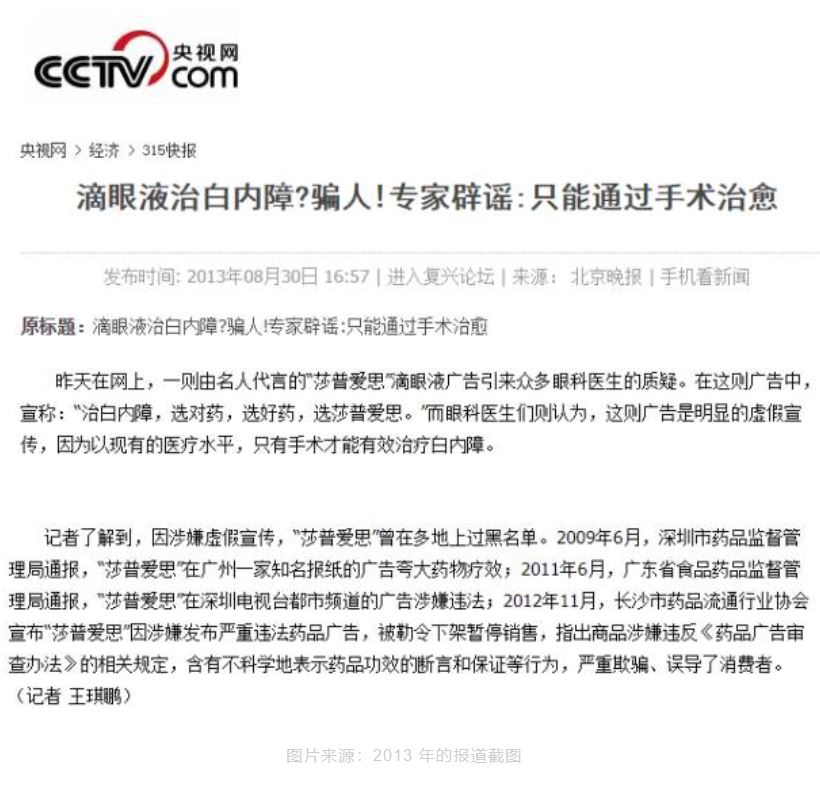 CCTV央视网
com
央视网 > 经济 > 315快报
滴眼液治白内障?骗人!专家辟谣:只能通过手术治愈
发布时间: 2013年08月30日 16:57 | 进入复兴论坛 | 来源: 北京晚报 | 手机看新闻
原标题：滴眼液治白内障?骗人!专家辟谣:只能通过手术治愈
昨天在网上，一则由名人代言的“莎普爱思”滴眼液广告引来众多眼科医生的质疑。在这则广告中，
宣称：“治白内障，选对药，选好药，选莎普爱思。”而眼科医生们则认为，这则广告是明显的虚假宣
传，因为以现有的医疗水平，只有手术才能有效治疗白内障。
记者了解到，因涉嫌虚假宣传，“莎普爱思”曾在多地上过黑名单。2009年6月，深圳市药品监督管
理局通报，“莎普爱思”在广州一家知名报纸的广告夸大药物疗效；2011年6月，广东省食品药品监督管
理局通报，“莎普爱思”在深圳电视台都市频道的广告涉嫌违法；2012年11月，长沙市药品流通行业协会
宣布“莎普爱思”因涉嫌发布严重违法药品广告，被勒令下架暂停销售，指出商品涉嫌违反《药品广告审
查办法》的相关规定，含有不科学地表示药品功效的断言和保证等行为，严重欺骗、误导了消费者。
（记者 王琪鹏）
图片来源：2013 年的报道截图